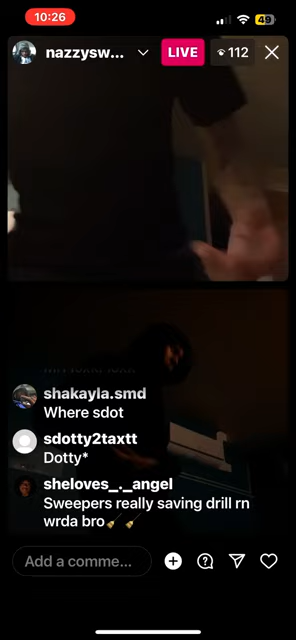 10:26
49
nazzysw...
LIVE
112
shakayla.smd
Where sdot
sdotty2taxtt
Dotty*
sheloves_._angel
Sweepers really saving drill rn
wrda bro🧹🧹
Add a comme...